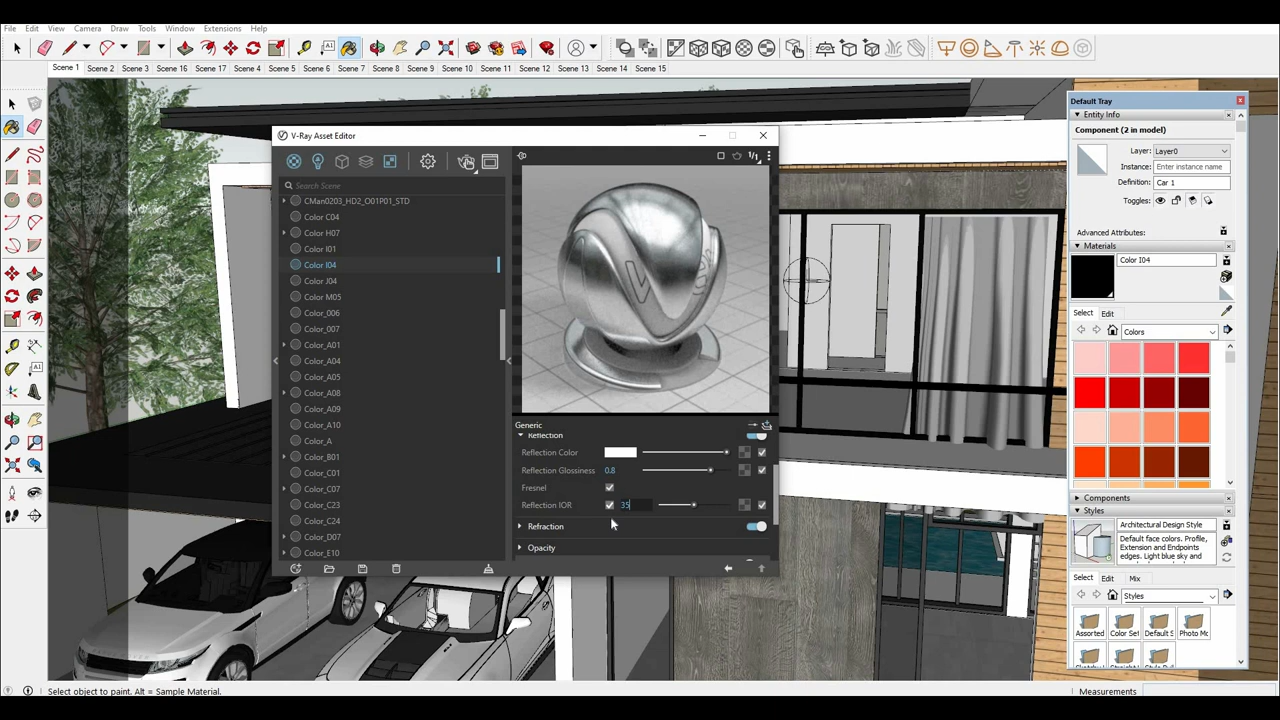 File Edit View Camera Draw Tools Window Extensions Help
Scene 1 Scene 2 Scene 3 Scene 16 Scene 17 Scene 4 Scene 5 Scene 6 Scene 7 Scene 8 Scene 9 Scene 10 Scene 11 Scene 12 Scene 13 Scene 14 Scene 15
V-Ray Asset Editor
Search Scene
CMan0203_HD2_O01P01_STD
Color C04
Color H07
Color I01
Color I04
Color J04
Color M05
Color_006
Color_007
Color_A01
Color_A04
Color_A05
Color_A08
Color_A09
Color_A10
Color_A
Color_B01
Color_C01
Color_C07
Color_C23
Color_C24
Color_D07
Color_E10
1/1
Generic
Reflection
Reflection Color
Reflection Glossiness 0.8
Fresnel
Reflection IOR 35
Refraction
Opacity
Default Tray
Entity Info
Component (2 in model)
Layer: Layer0
Instance: Enter instance name
Definition: Car 1
Toggles:
Advanced Attributes:
Materials
Color I04
Select Edit
Colors
Components
Styles
Architectural Design Style
Default face colors. Profile, Extension and Endpoints edges. Light blue sky and
Select Edit Mix
Styles
Assorted Color Set Default S Photo Mo
Select object to paint. Alt = Sample Material.
Measurements